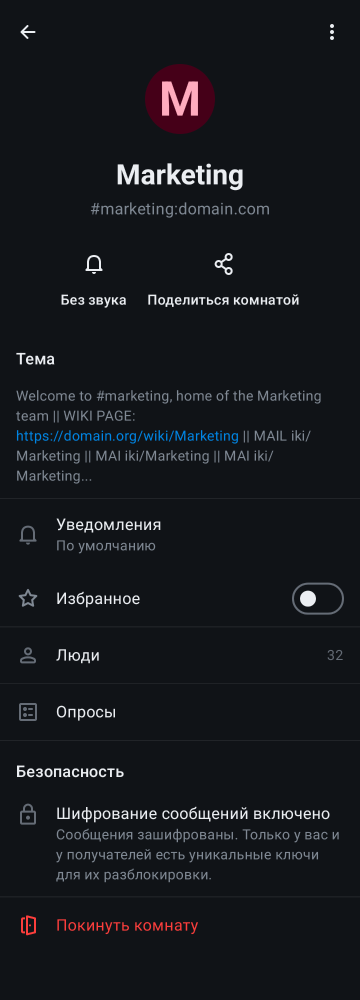 M
Marketing
#marketing:domain.com
Без звука
Поделиться комнатой
Тема
Welcome to #marketing, home of the Marketing
team || WIKI PAGE:
https://domain.org/wiki/Marketing || MAIL iki/
Marketing || MAI iki/Marketing || MAI iki/
Marketing...
Уведомления
По умолчанию
Избранное
Люди 32
Опросы
Безопасность
Шифрование сообщений включено
Сообщения зашифрованы. Только у вас и
у получателей есть уникальные ключи
для их разблокировки.
Покинуть комнату